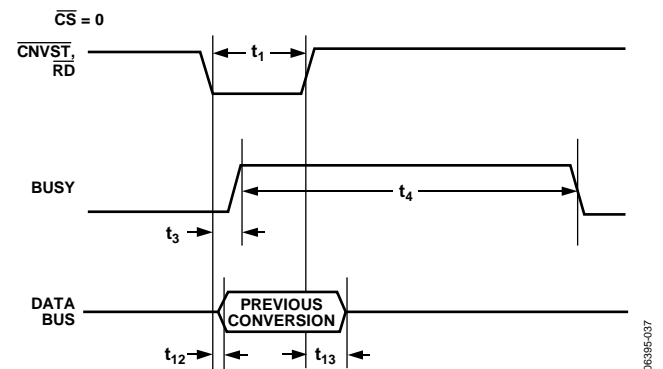 CS = 0
CNVST,
RD
t1
BUSY
t4
t3
DATA
BUS
PREVIOUS
CONVERSION
t12
t13
06395-037